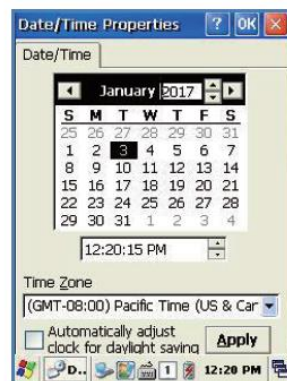 Date/Time Properties ? OK ×
Date/Time
January 2017
S M T W T F S
25 26 27 28 29 30 31
1 2 3 4 5 6 7
8 9 10 11 12 13 14
15 16 17 18 19 20 21
22 23 24 25 26 27 28
29 30 31 1 2 3 4
12:20:15 PM
Time Zone
(GMT-08:00) Pacific Time (US & Car
Automatically adjust
clock for daylight saving
Apply
D.. 1 12:20 PM